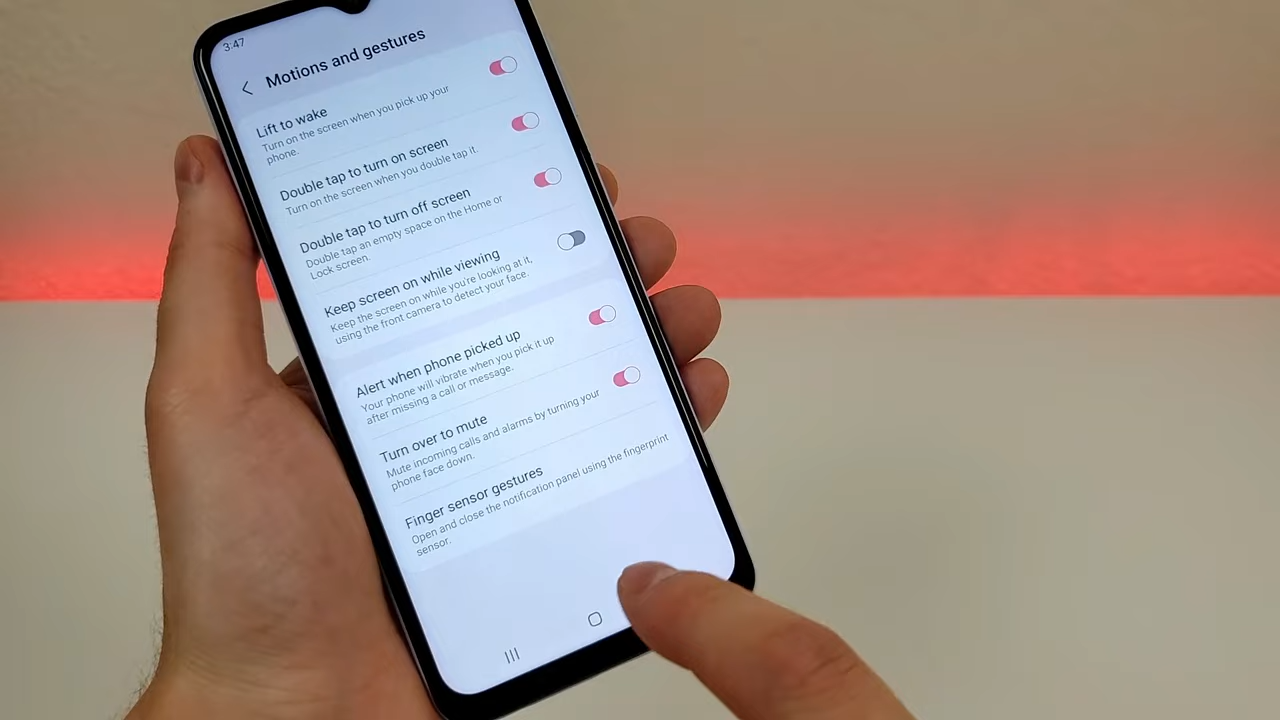 3:47
Motions and gestures
Lift to wake
Turn on the screen when you pick up your
phone.
Double tap to turn on screen
Turn on the screen when you double tap it.
Double tap to turn off screen
Double tap an empty space on the Home or
Lock screen.
Keep screen on while viewing
Keep the screen on while you're looking at it,
using the front camera to detect your face.
Alert when phone picked up
Your phone will vibrate when you pick it up
after missing a call or message.
Turn over to mute
Mute incoming calls and alarms by turning your
phone face down.
Finger sensor gestures
Open and close the notification panel using the fingerprint
sensor.